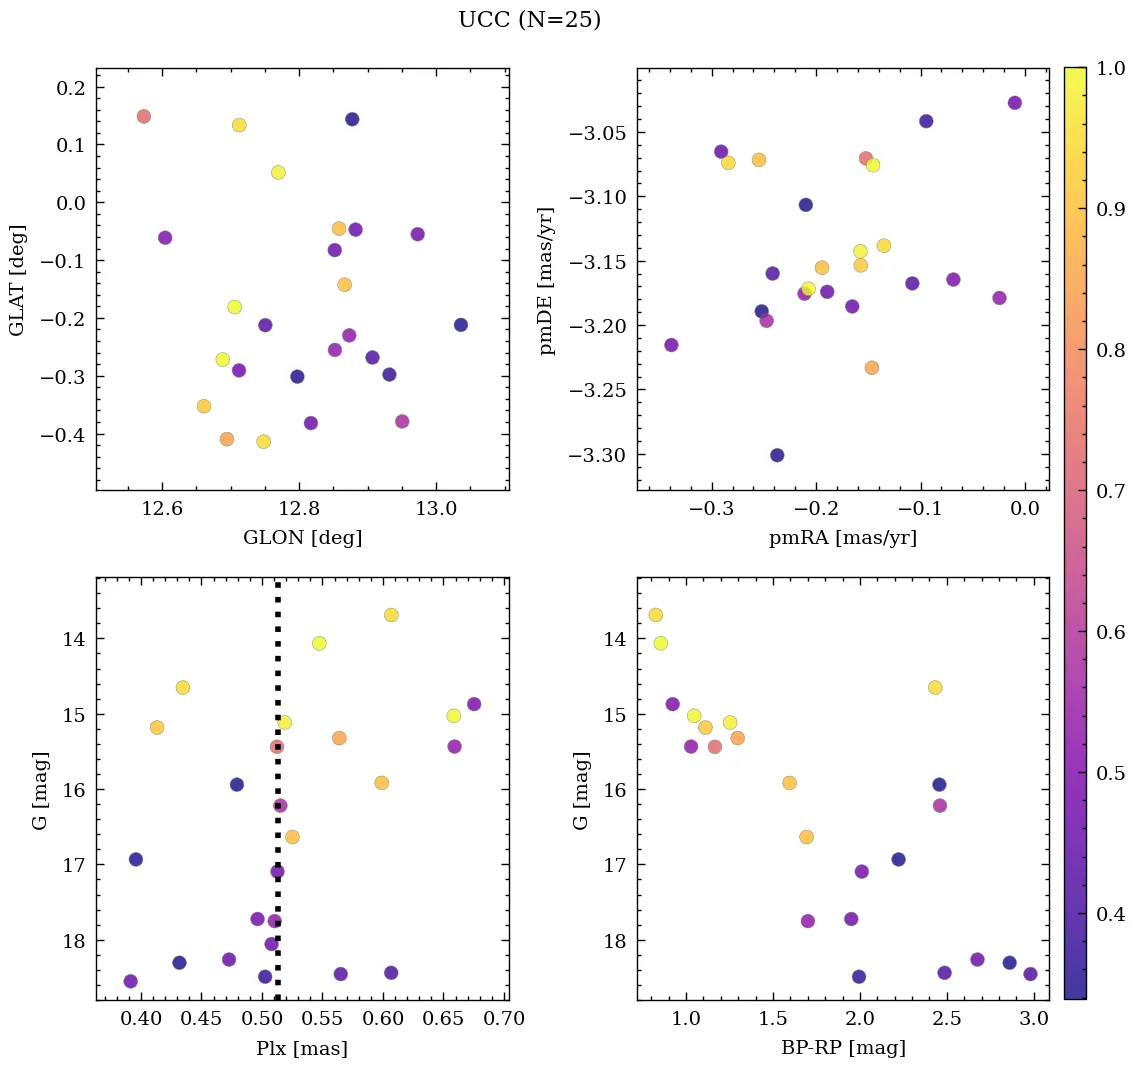 UCC (N=25)
0.2
0.1
0.0
−0.1
−0.2
−0.3
−0.4
GLAT [deg]
12.6 12.8 13.0
GLON [deg]
−3.05
−3.10
−3.15
−3.20
−3.25
−3.30
pmDE [mas/yr]
−0.3 −0.2 −0.1 0.0
pmRA [mas/yr]
14
15
16
17
18
G [mag]
0.40 0.45 0.50 0.55 0.60 0.65 0.70
Plx [mas]
14
15
16
17
18
G [mag]
1.0 1.5 2.0 2.5 3.0
BP-RP [mag]
1.0
0.9
0.8
0.7
0.6
0.5
0.4